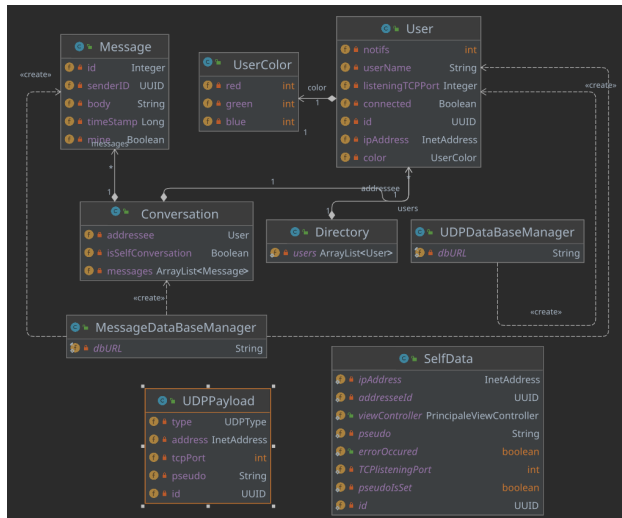 Message
id Integer
senderID UUID
body String
timeStamp Long
mine Boolean
UserColor
red int
green int
blue int
User
notifs int
userName String
listeningTCPPort Integer
connected Boolean
id UUID
ipAddress InetAddress
color UserColor
«create»
«create»
color
1
1
messages
*
1
1
addressee
1
*
users
1
Conversation
addressee User
isSelfConversation Boolean
messages ArrayList<Message>
Directory
users ArrayList<User>
UDPDataBaseManager
dbURL String
«create»
«create»
MessageDataBaseManager
dbURL String
UDPPayload
type UDPType
address InetAddress
tcpPort int
pseudo String
id UUID
SelfData
ipAddress InetAddress
addresseeId UUID
viewController PrincipaleViewController
pseudo String
errorOccured boolean
TCPlisteningPort int
pseudoIsSet boolean
id UUID